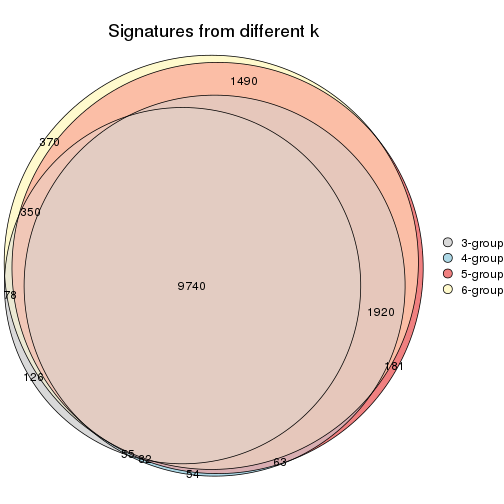 Signatures from different k
1490
370
350
9740
78
1920
181
126
55
82
54
63
3-group
4-group
5-group
6-group